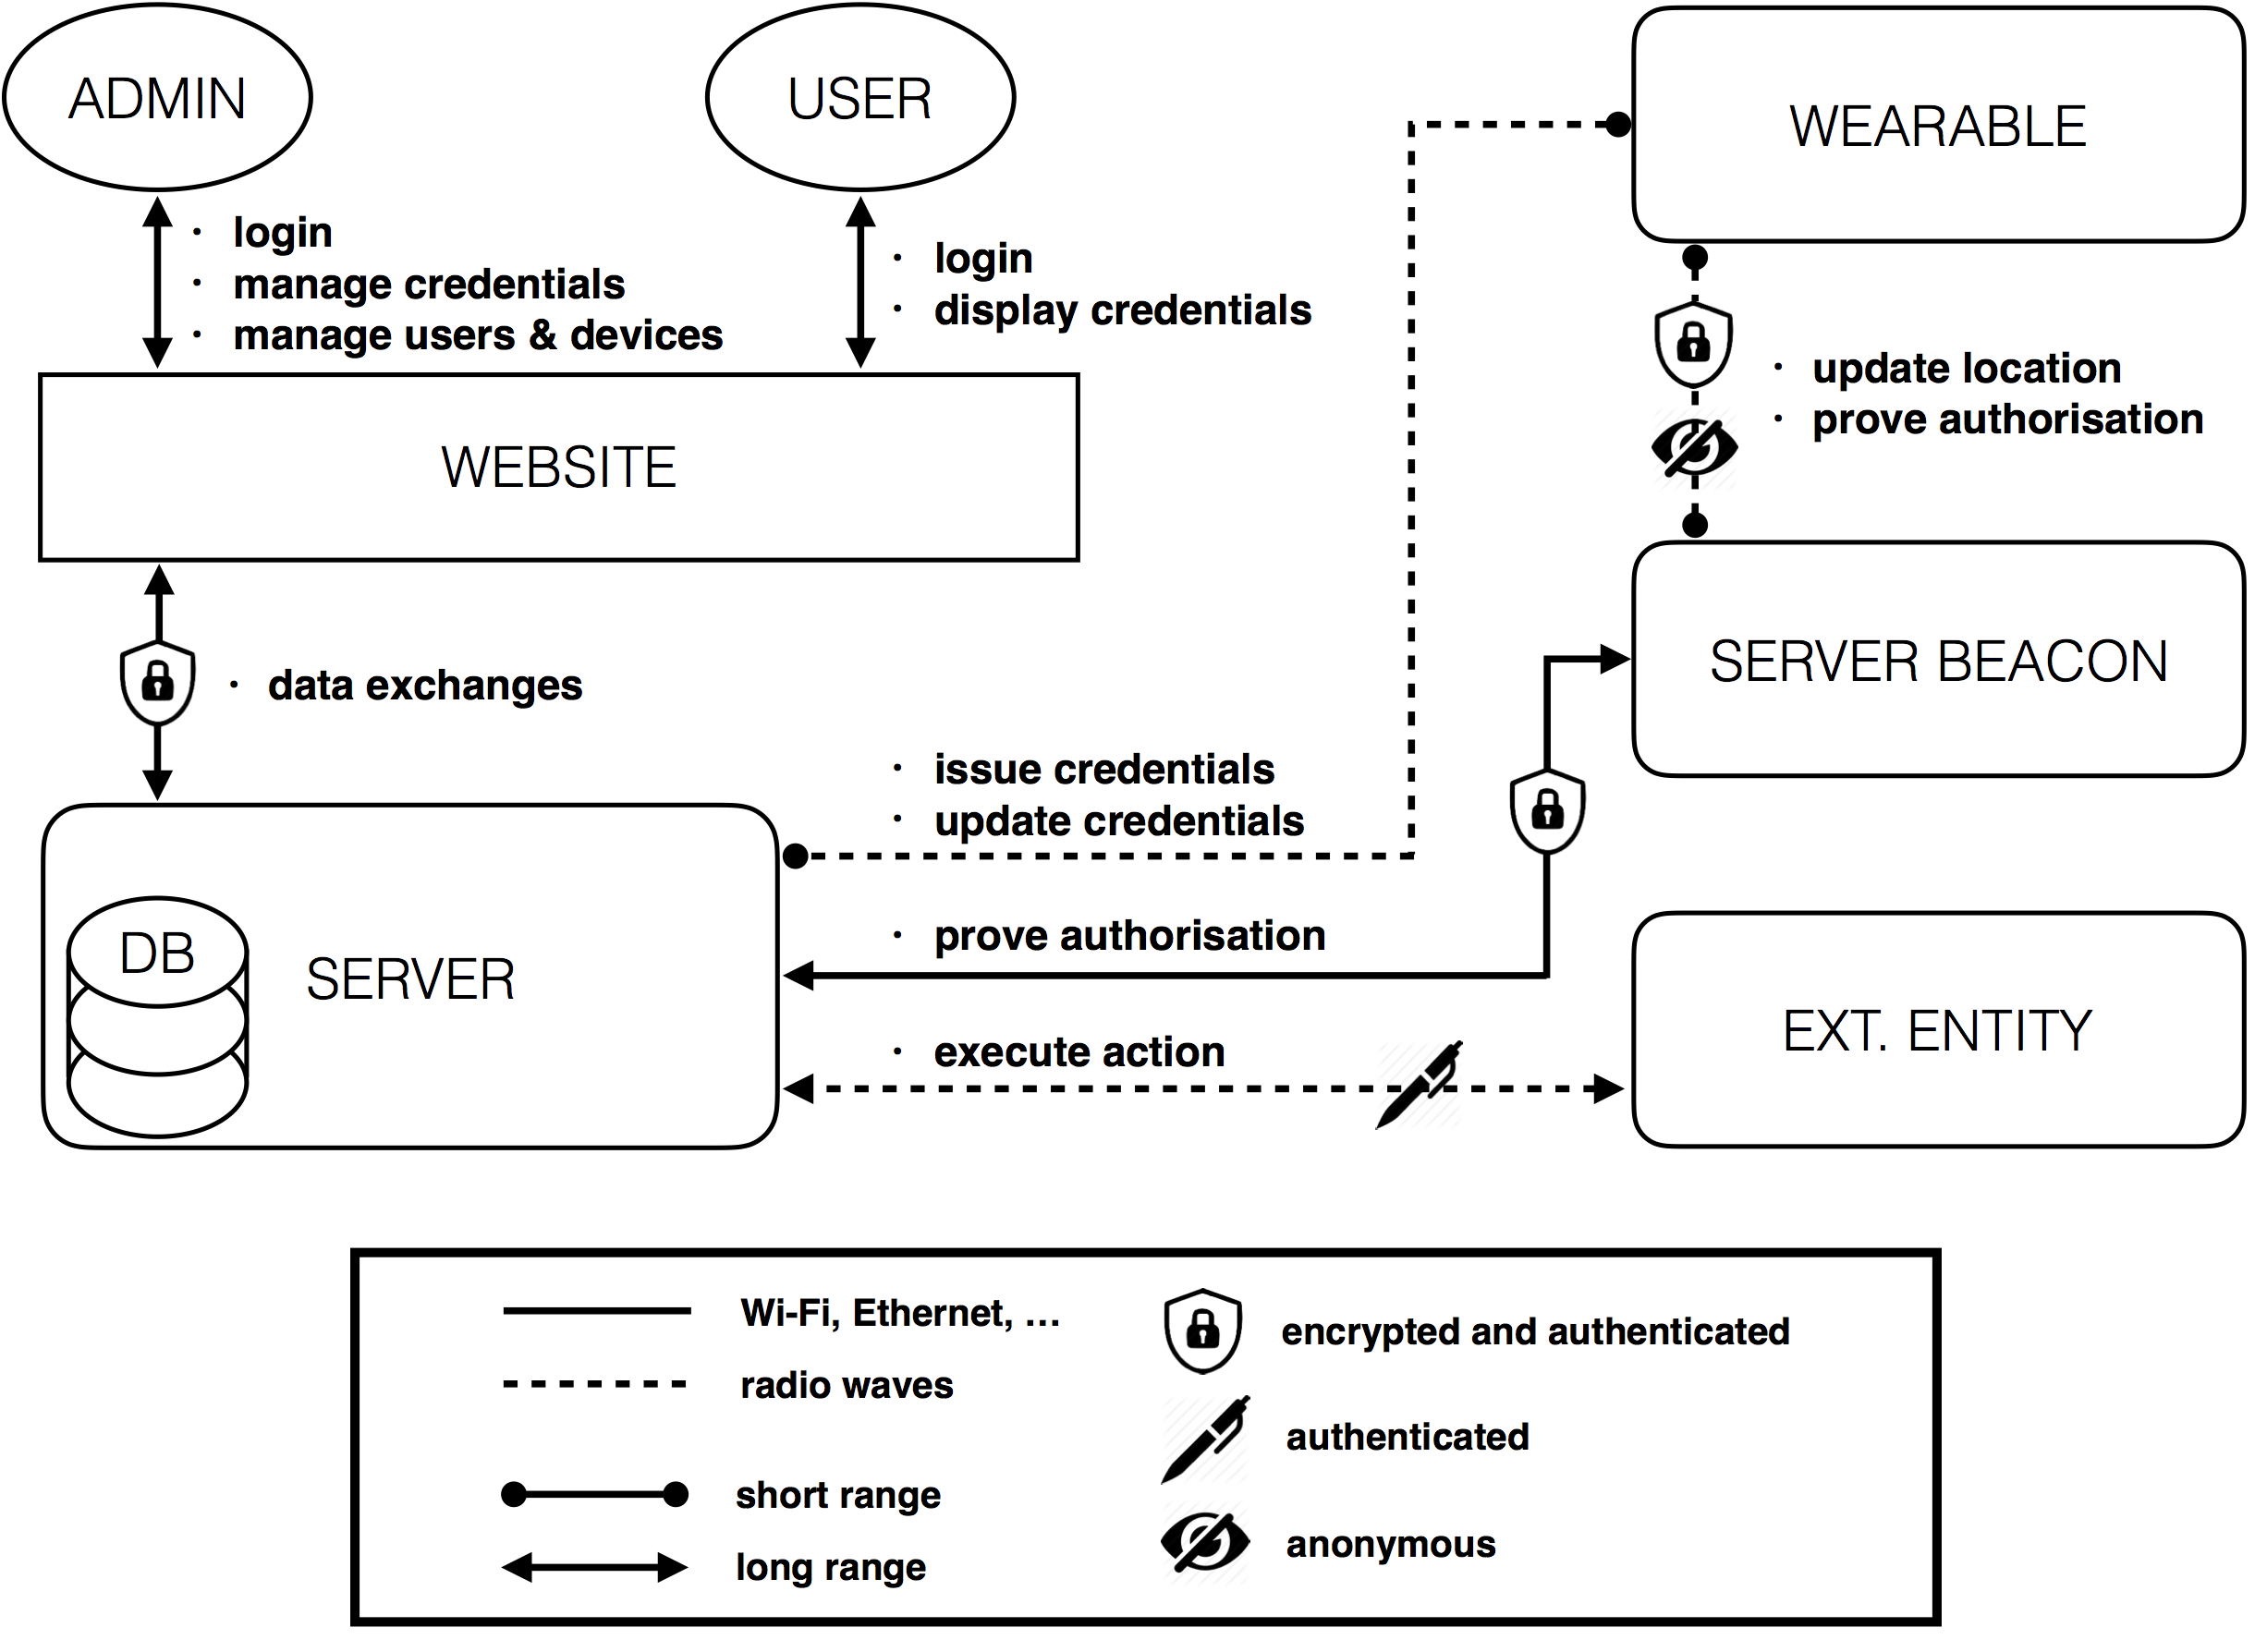 ADMIN
USER
WEARABLE
· login
· manage credentials
· manage users & devices
· login
· display credentials
· update location
· prove authorisation
WEBSITE
SERVER BEACON
· data exchanges
· issue credentials
· update credentials
· prove authorisation
DB
SERVER
· execute action
EXT. ENTITY
Wi-Fi, Ethernet, ...
radio waves
short range
long range
encrypted and authenticated
authenticated
anonymous